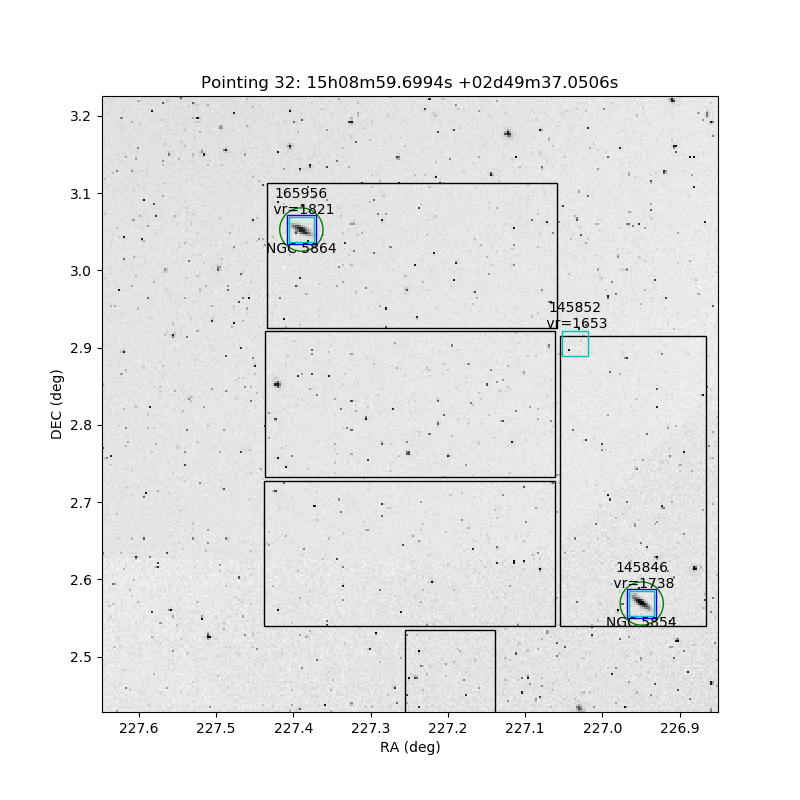 Pointing 32: 15h08m59.6994s +02d49m37.0506s
3.2
3.1
3.0
2.9
2.8
2.7
2.6
2.5
DEC (deg)
165956
vr=1821
NGC 5864
145852
vr=1653
145846
vr=1738
NGC 5854
227.6
227.5
227.4
227.3
227.2
227.1
227.0
226.9
RA (deg)